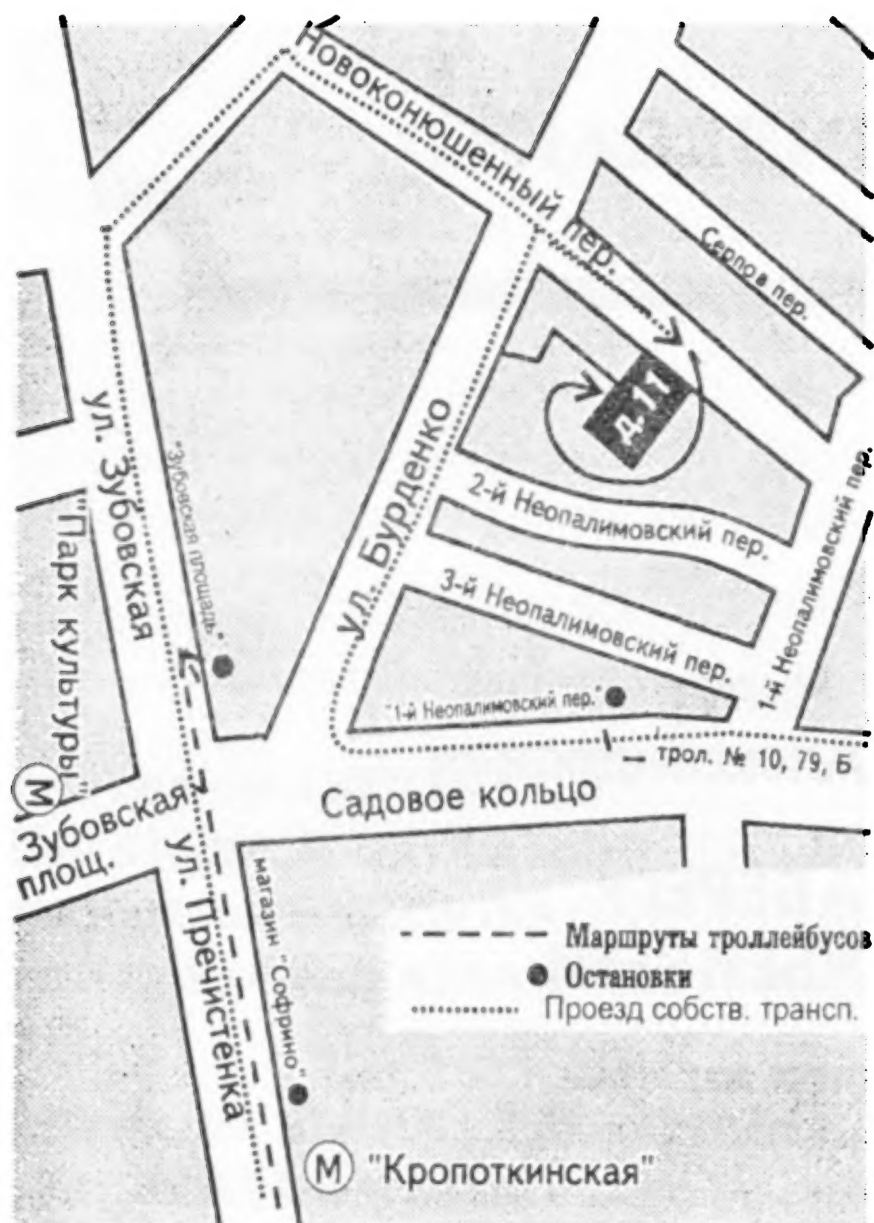 Новоконюшенный пер.
Серпов пер.
д.11
ул. Зубовская
"Зубовская площадь"
ул. Бурденко
2-й Неопалимовский пер.
3-й Неопалимовский пер.
1-й Неопалимовский пер.
"Парк культуры"
М
"1-й Неопалимовский пер."
трол. № 10, 79, Б
Садовое кольцо
Зубовская
площ.
ул. Пречистенка
магазин "Софрино"
Маршруты троллейбусов
Остановки
Проезд собств. трансп.
М "Кропоткинская"